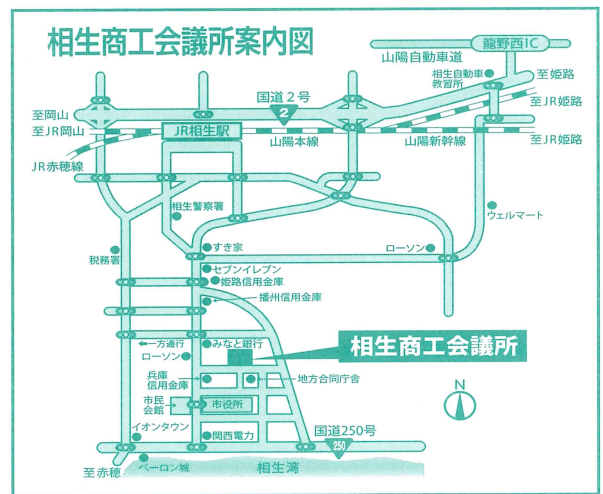 相生商工会議所案内図
龍野西IC
山陽自動車道
相生自動車
教習所
至姫路
国道2号
2
至岡山
至JR岡山
JR相生駅
山陽本線
山陽新幹線
至JR姫路
至JR姫路
JR赤穂線
相生警察署
ウェルマート
すき家
ローソン
税務署
セブンイレブン
姫路信用金庫
播州信用金庫
一方通行
みなと銀行
ローソン
相生商工会議所
兵庫
信用金庫
地方合同庁舎
市民
会館
市役所
N
イオンタウン
関西電力
国道250号
250
至赤穂
ペーロン城
相生湾